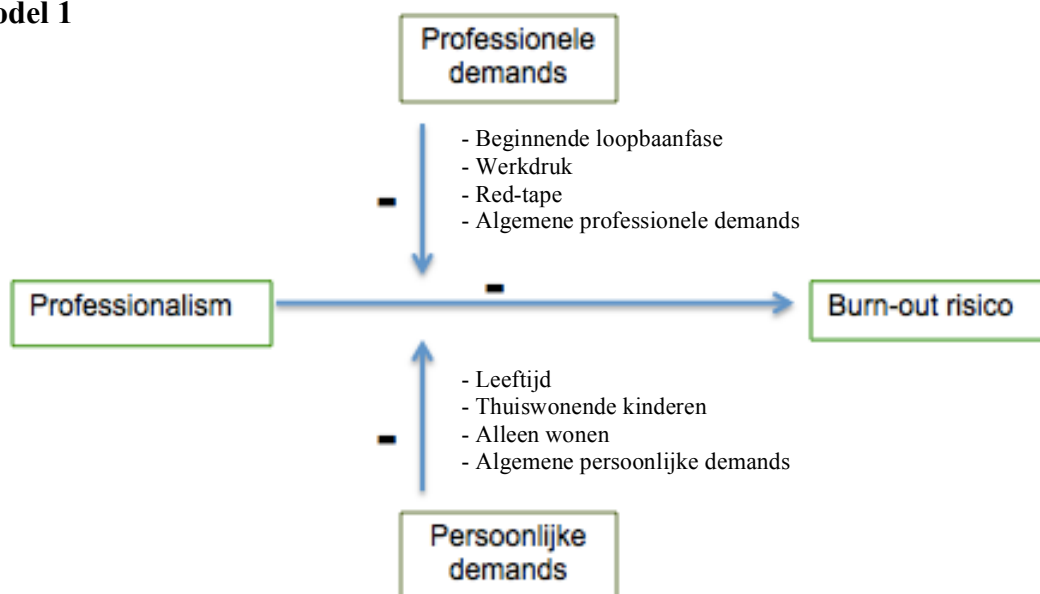 odel 1
Professionele
demands
- Beginnende loopbaanfase
- Werkdruk
- Red-tape
- Algemene professionele demands
-
-
Professionalism
Burn-out risico
- Leeftijd
- Thuiswonende kinderen
- Alleen wonen
- Algemene persoonlijke demands
-
Persoonlijke
demands